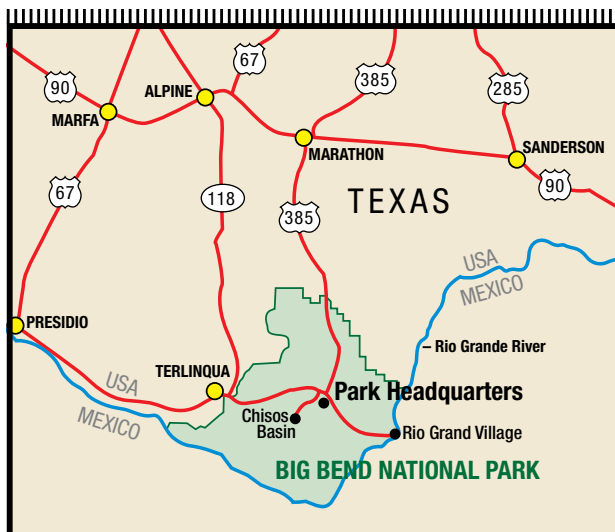 67
385
90
ALPINE
285
MARFA
MARATHON
SANDERSON
90
67
118
385
TEXAS
USA
MEXICO
PRESIDIO
Rio Grande River
TERLINQUA
USA
MEXICO
Park Headquarters
Chisos
Basin
Rio Grand Village
BIG BEND NATIONAL PARK